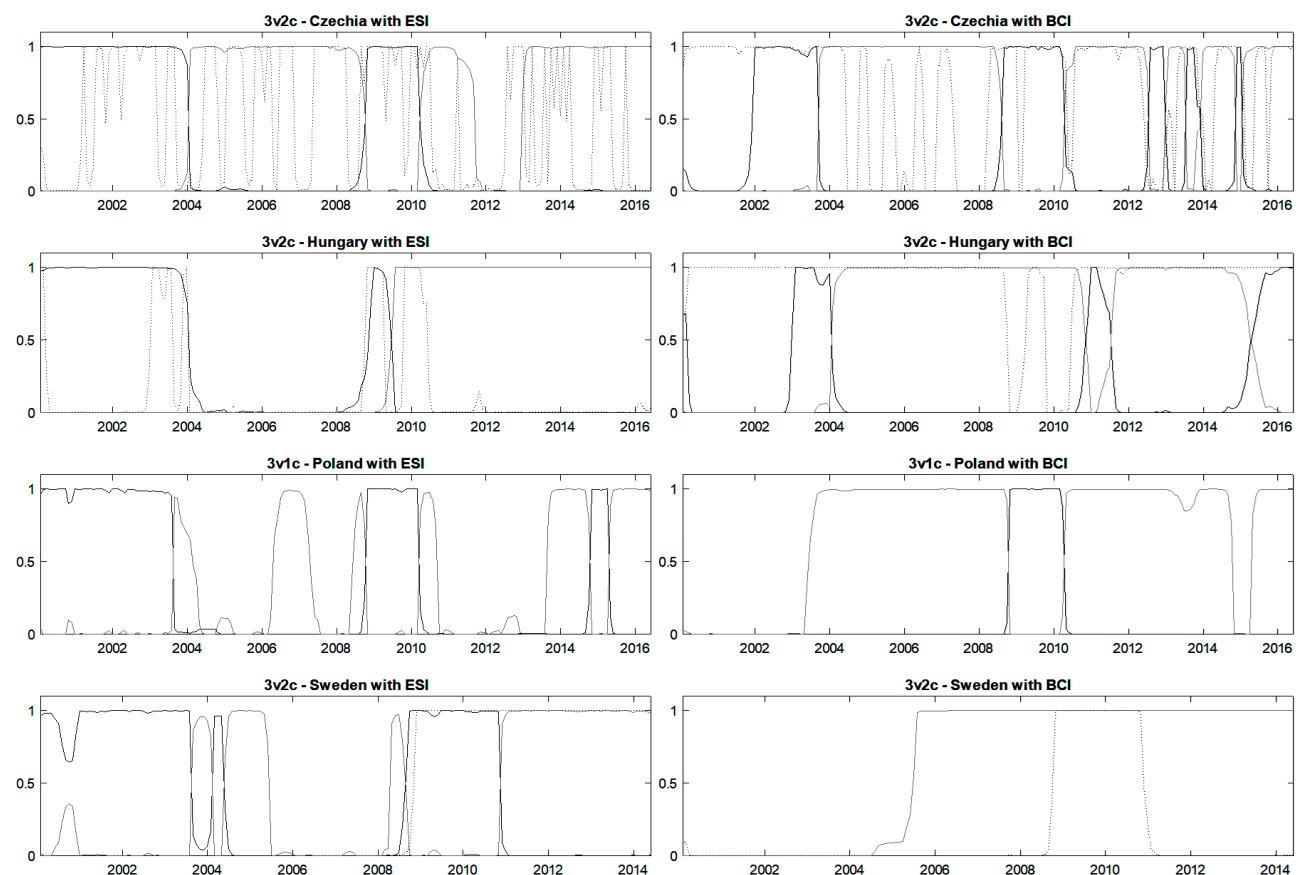 3v2c - Czechia with ESI
1
0.5
0
2002 2004 2006 2008 2010 2012 2014 2016
3v2c - Czechia with BCI
1
0.5
0
2002 2004 2006 2008 2010 2012 2014 2016
3v2c - Hungary with ESI
1
0.5
0
2002 2004 2006 2008 2010 2012 2014 2016
3v2c - Hungary with BCI
1
0.5
0
2002 2004 2006 2008 2010 2012 2014 2016
3v1c - Poland with ESI
1
0.5
0
2002 2004 2006 2008 2010 2012 2014 2016
3v1c - Poland with BCI
1
0.5
0
2002 2004 2006 2008 2010 2012 2014 2016
3v2c - Sweden with ESI
1
0.5
0
2002 2004 2006 2008 2010 2012 2014
3v2c - Sweden with BCI
1
0.5
0
2002 2004 2006 2008 2010 2012 2014